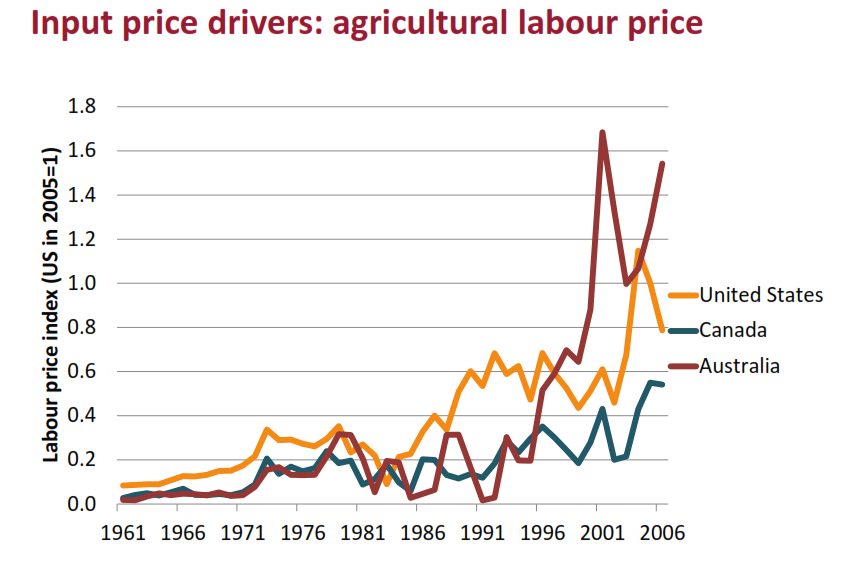 Input price drivers: agricultural labour price
Labour price index (US in 2005=1)
1.8
1.6
1.4
1.2
1.0
0.8
0.6
0.4
0.2
0.0
1961 1966 1971 1976 1981 1986 1991 1996 2001 2006
United States
Canada
Australia